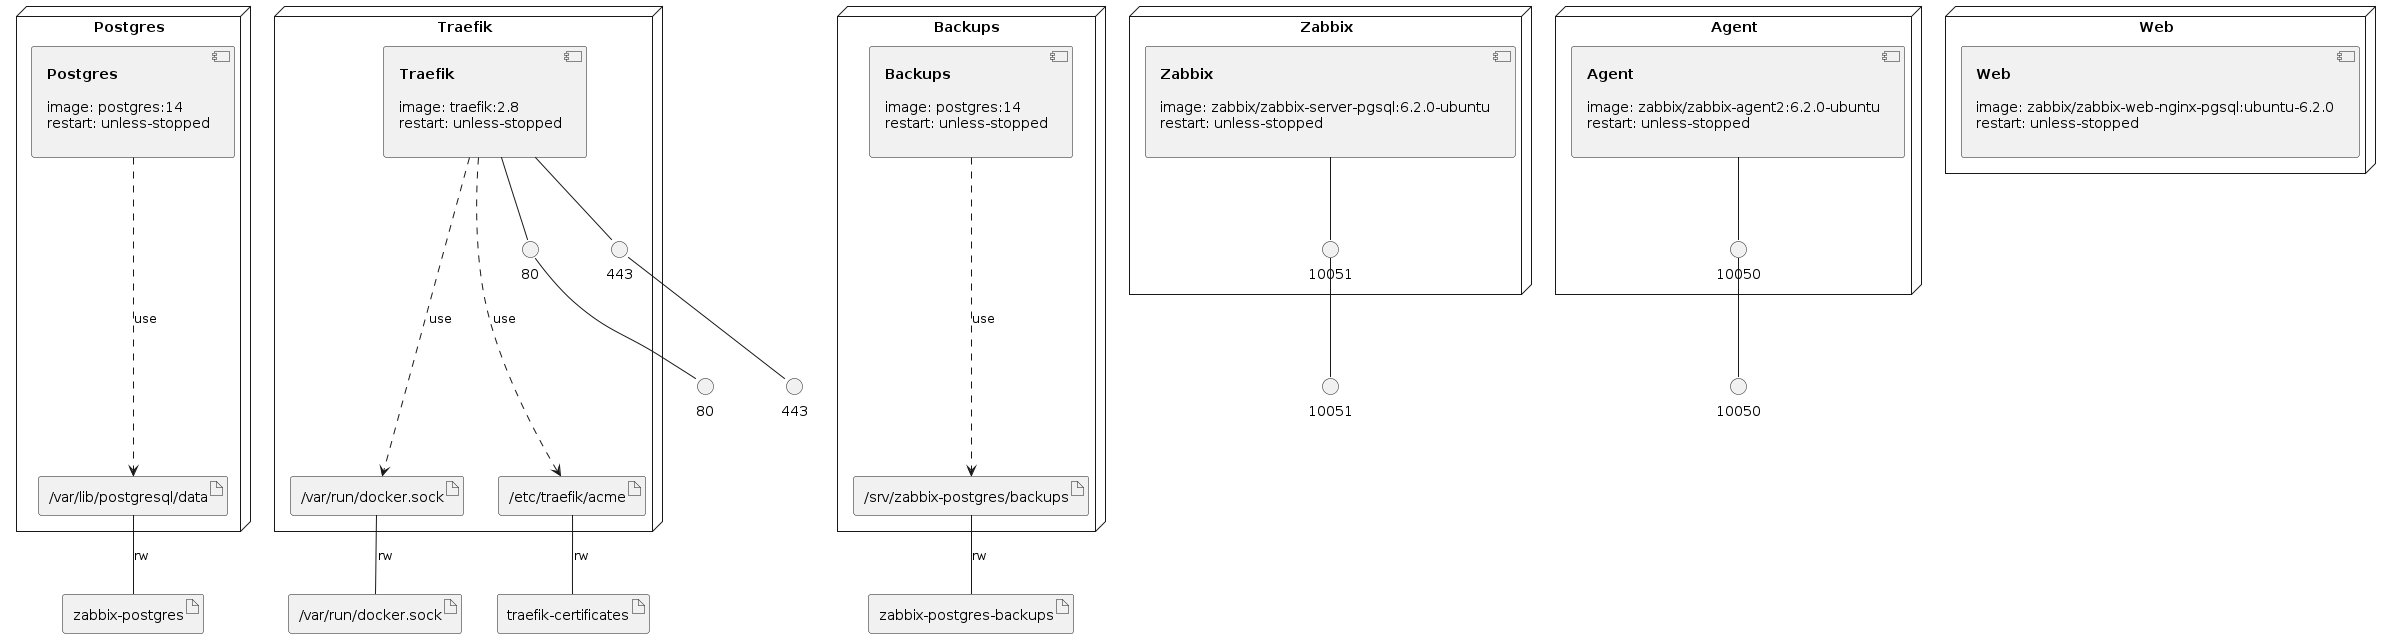 Postgres
Postgres
image: postgres:14
restart: unless-stopped
use
/var/lib/postgresql/data
rw
zabbix-postgres
Traefik
Traefik
image: traefik:2.8
restart: unless-stopped
80
443
use
use
80
443
/var/run/docker.sock
/etc/traefik/acme
rw
rw
/var/run/docker.sock
traefik-certificates
Backups
Backups
image: postgres:14
restart: unless-stopped
use
/srv/zabbix-postgres/backups
rw
zabbix-postgres-backups
Zabbix
Zabbix
image: zabbix/zabbix-server-pgsql:6.2.0-ubuntu
restart: unless-stopped
10051
10051
Agent
Agent
image: zabbix/zabbix-agent2:6.2.0-ubuntu
restart: unless-stopped
10050
10050
Web
Web
image: zabbix/zabbix-web-nginx-pgsql:ubuntu-6.2.0
restart: unless-stopped